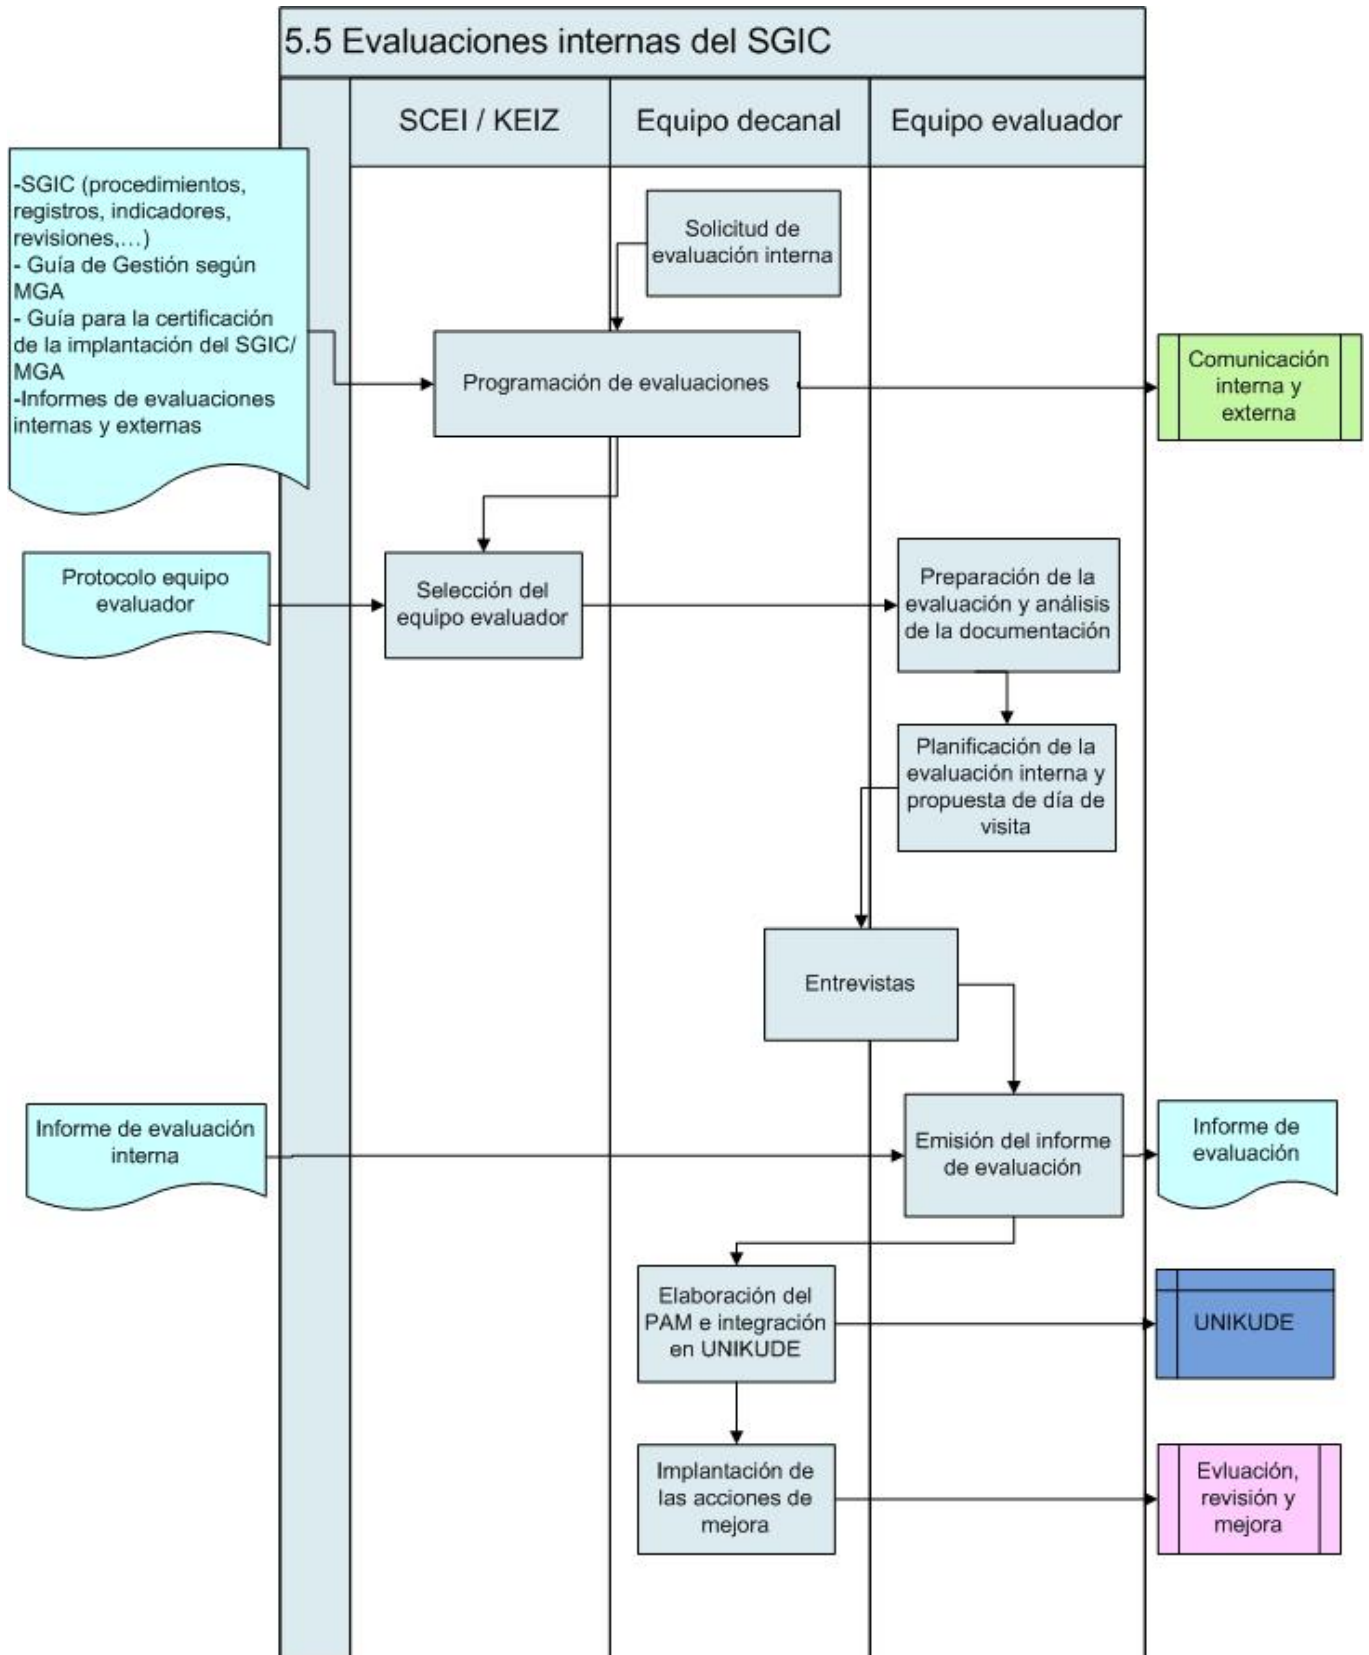 5.5 Evaluaciones internas del SGIC
SCEI / KEIZ
Equipo decanal
Equipo evaluador
-SGIC (procedimientos,
registros, indicadores,
revisiones,…)
- Guía de Gestión según
MGA
- Guía para la certificación
de la implantación del SGIC/
MGA
-Informes de evaluaciones
internas y externas
Solicitud de
evaluación interna
Programación de evaluaciones
Comunicación
interna y
externa
Protocolo equipo
evaluador
Selección del
equipo evaluador
Preparación de la
evaluación y análisis
de la documentación
Planificación de la
evaluación interna y
propuesta de día de
visita
Entrevistas
Informe de evaluación
interna
Emisión del informe
de evaluación
Informe de
evaluación
Elaboración del
PAM e integración
en UNIKUDE
UNIKUDE
Implantación de
las acciones de
mejora
Evluación,
revisión y
mejora